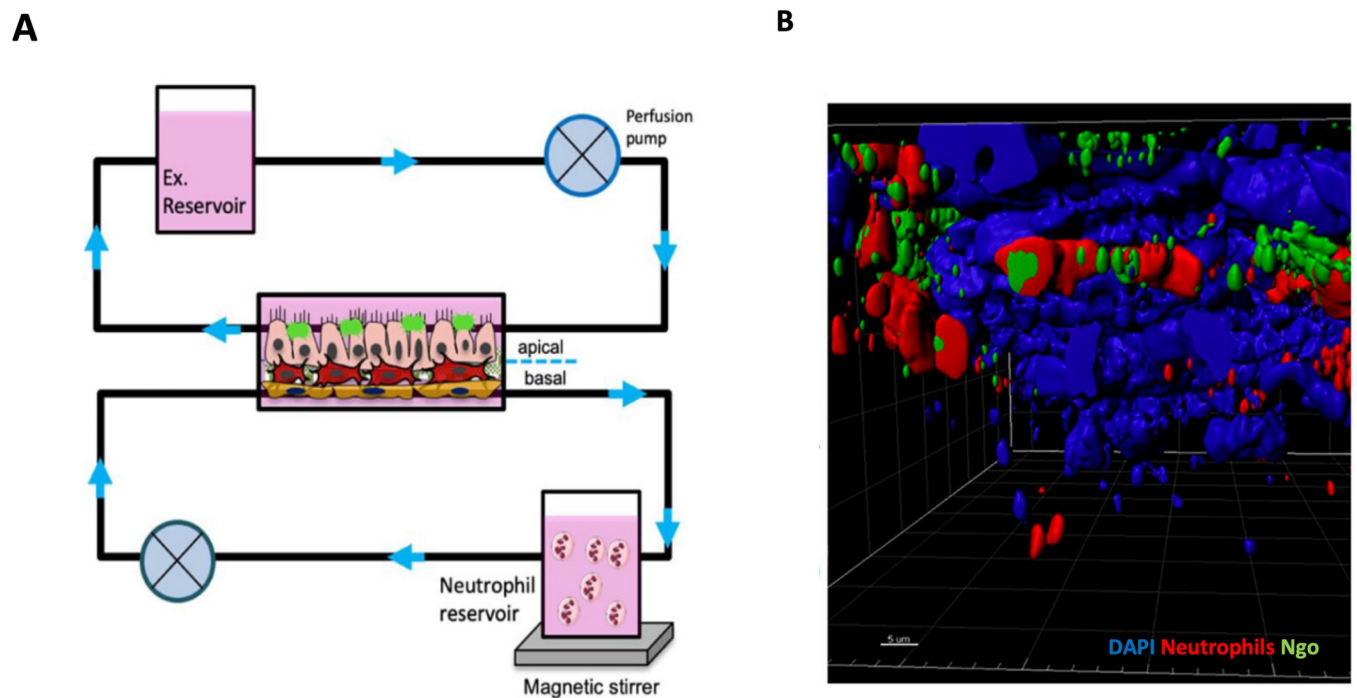 A
B
Perfusion
pump
Ex.
Reservoir
apical
basal
Neutrophil
reservoir
Magnetic stirrer
5 um
DAPI Neutrophils Ngo